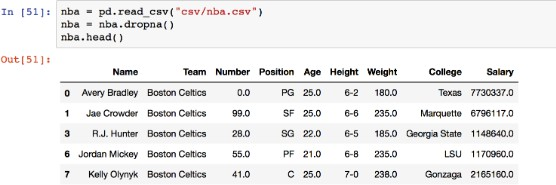 In [51]: nba = pd.read_csv("csv/nba.csv")
nba = nba.dropna()
nba.head()
Out[51]:
Name Team Number Position Age Height Weight College Salary
0 Avery Bradley Boston Celtics 0.0 PG 25.0 6-2 180.0 Texas 7730337.0
1 Jae Crowder Boston Celtics 99.0 SF 25.0 6-6 235.0 Marquette 6796117.0
3 R.J. Hunter Boston Celtics 28.0 SG 22.0 6-5 185.0 Georgia State 1148640.0
6 Jordan Mickey Boston Celtics 55.0 PF 21.0 6-8 235.0 LSU 1170960.0
7 Kelly Olynyk Boston Celtics 41.0 C 25.0 7-0 238.0 Gonzaga 2165160.0